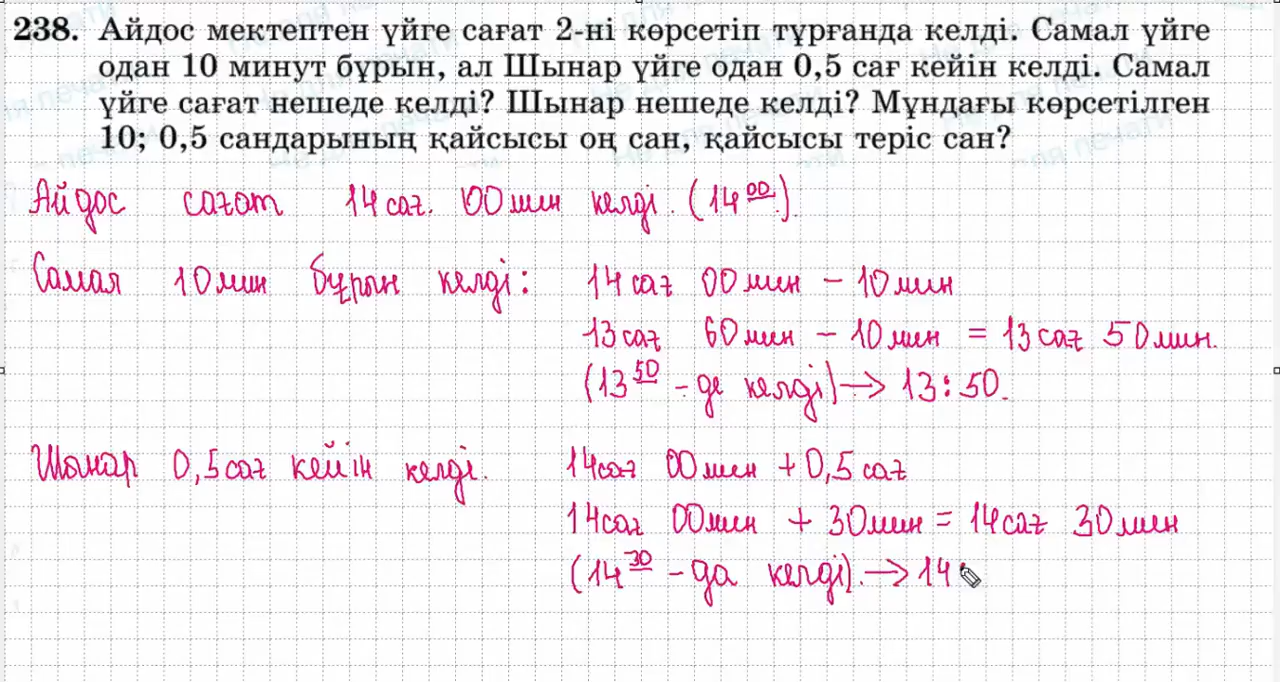 238. Айдос мектептен үйге сағат 2-ні көрсетіп тұрғанда келді. Самал үйге
одан 10 минут бұрын, ал Шынар үйге одан 0,5 сағ кейін келді. Самал
үйге сағат нешеде келді? Шынар нешеде келді? Мұндағы көрсетілген
10; 0,5 сандарының қайсысы оң сан, қайсысы теріс сан?
Айдос сағат 14 сағ. 00 мин келді. (14⁰⁰).
Самал 10 мин бұрын келді: 14 сағ 00 мин – 10 мин
13 сағ 60 мин – 10 мин = 13 сағ 50 мин.
(13⁵⁰ - де келді) → 13:50.
Шынар 0,5 сағ кейін келді. 14 сағ 00 мин + 0,5 сағ
14 сағ 00 мин + 30 мин = 14 сағ 30 мин
(14³⁰ - да келді). → 14: